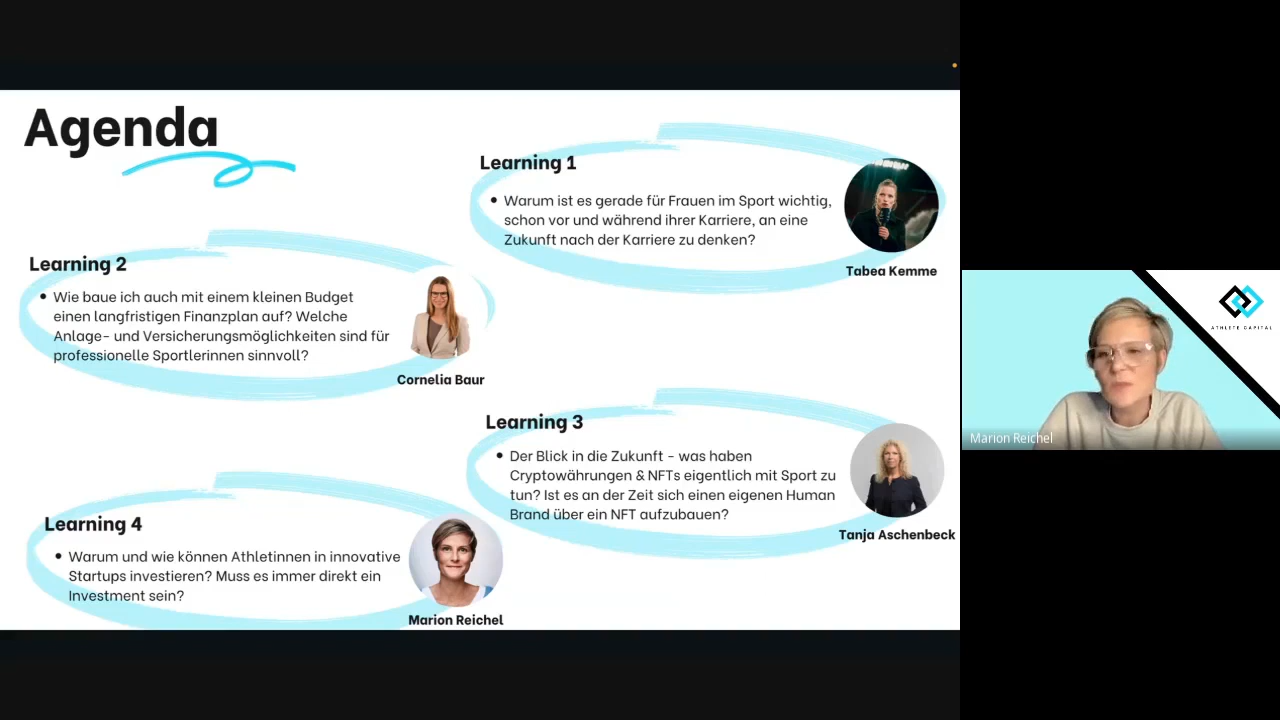 Agenda
Learning 1
• Warum ist es gerade für Frauen im Sport wichtig,
schon vor und während ihrer Karriere, an eine
Zukunft nach der Karriere zu denken?
Tabea Kemme
Learning 2
• Wie baue ich auch mit einem kleinen Budget
einen langfristigen Finanzplan auf? Welche
Anlage- und Versicherungsmöglichkeiten sind für
professionelle Sportlerinnen sinnvoll?
Cornelia Baur
Learning 3
• Der Blick in die Zukunft - was haben
Cryptowährungen & NFTs eigentlich mit Sport zu
tun? Ist es an der Zeit sich einen eigenen Human
Brand über ein NFT aufzubauen?
Tanja Aschenbeck
Learning 4
• Warum und wie können Athletinnen in innovative
Startups investieren? Muss es immer direkt ein
Investment sein?
Marion Reichel
ATHLETE CAPITAL
Marion Reichel